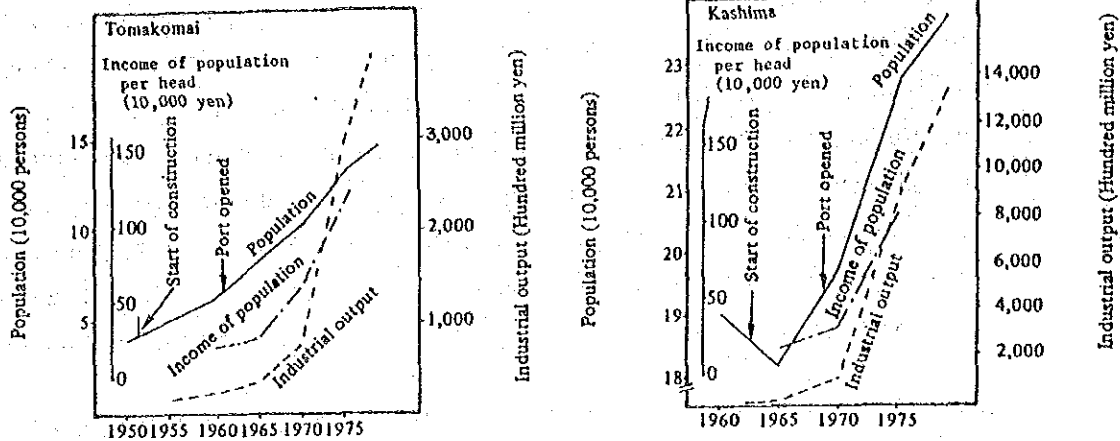 Tomakomai
Income of population
per head
(10,000 yen)
Population (10,000 persons)
15
10
5
150
100
50
0
Start of construction
Port opened
Population
Income of population
Industrial output
3,000
2,000
1,000
Industrial output (Hundred million yen)
1950 1955 1960 1965 1970 1975
Kashima
Income of population
per head
(10,000 yen)
Population (10,000 persons)
23
22
21
20
19
18
150
100
50
0
Start of construction
Port opened
Population
Income of population
Industrial output
14,000
12,000
10,000
8,000
6,000
4,000
2,000
Industrial output (Hundred million yen)
1960 1965 1970 1975